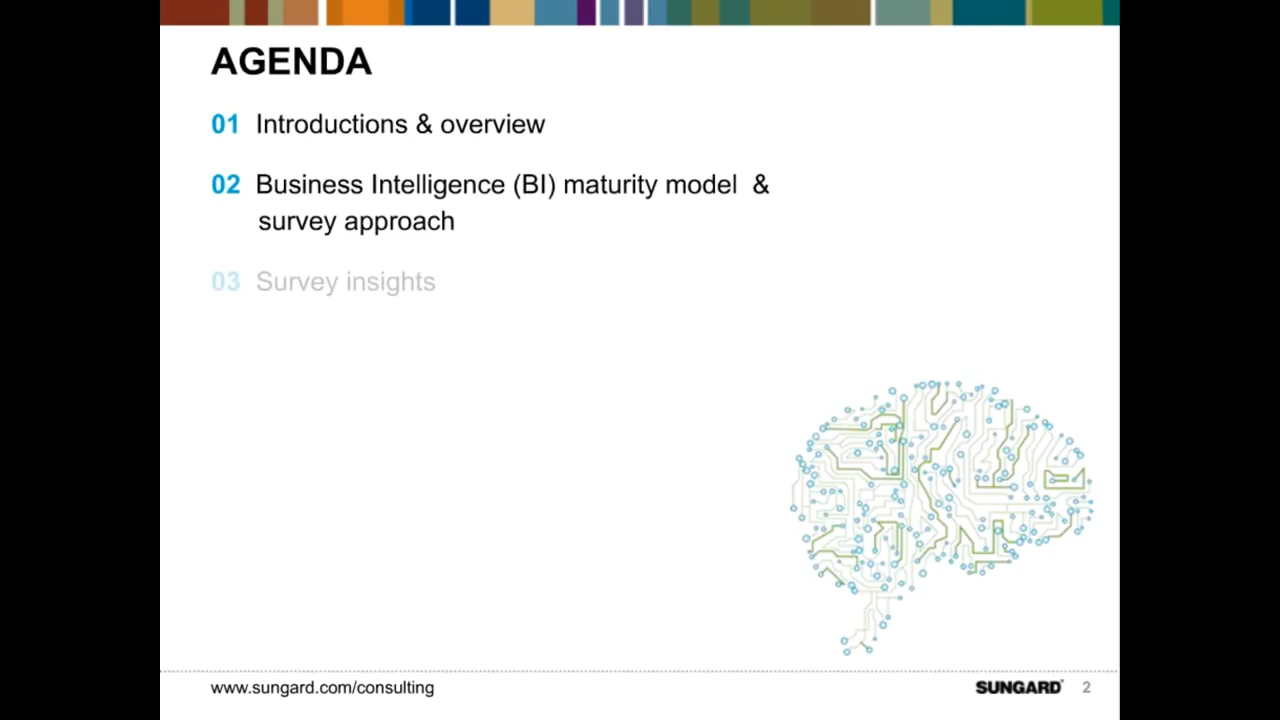 AGENDA
01 Introductions & overview
02 Business Intelligence (BI) maturity model &
survey approach
03 Survey insights
www.sungard.com/consulting
SUNGARD® 2